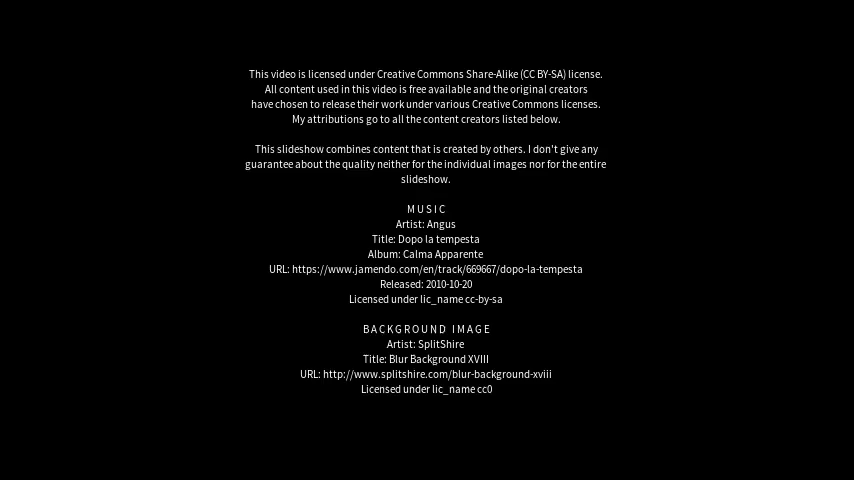 This video is licensed under Creative Commons Share-Alike (CC BY-SA) license.
All content used in this video is free available and the original creators
have chosen to release their work under various Creative Commons licenses.
My attributions go to all the content creators listed below.
This slideshow combines content that is created by others. I don't give any
guarantee about the quality neither for the individual images nor for the entire
slideshow.
MUSIC
Artist: Angus
Title: Dopo la tempesta
Album: Calma Apparente
URL: https://www.jamendo.com/en/track/669667/dopo-la-tempesta
Released: 2010-10-20
Licensed under lic_name cc-by-sa
BACKGROUND IMAGE
Artist: SplitShire
Title: Blur Background XVIII
URL: http://www.splitshire.com/blur-background-xviii
Licensed under lic_name cc0